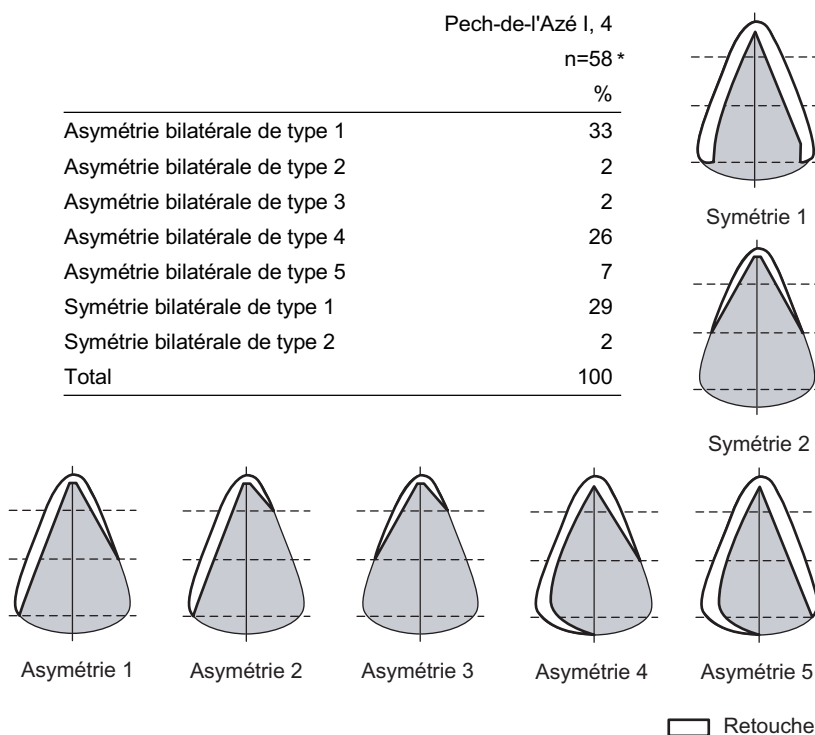 Pech-de-l'Azé I, 4
n=58 *
%
Asymétrie bilatérale de type 1 33
Asymétrie bilatérale de type 2 2
Asymétrie bilatérale de type 3 2
Asymétrie bilatérale de type 4 26
Asymétrie bilatérale de type 5 7
Symétrie bilatérale de type 1 29
Symétrie bilatérale de type 2 2
Total 100
Symétrie 1
Symétrie 2
Asymétrie 1 Asymétrie 2 Asymétrie 3 Asymétrie 4 Asymétrie 5
Retouche